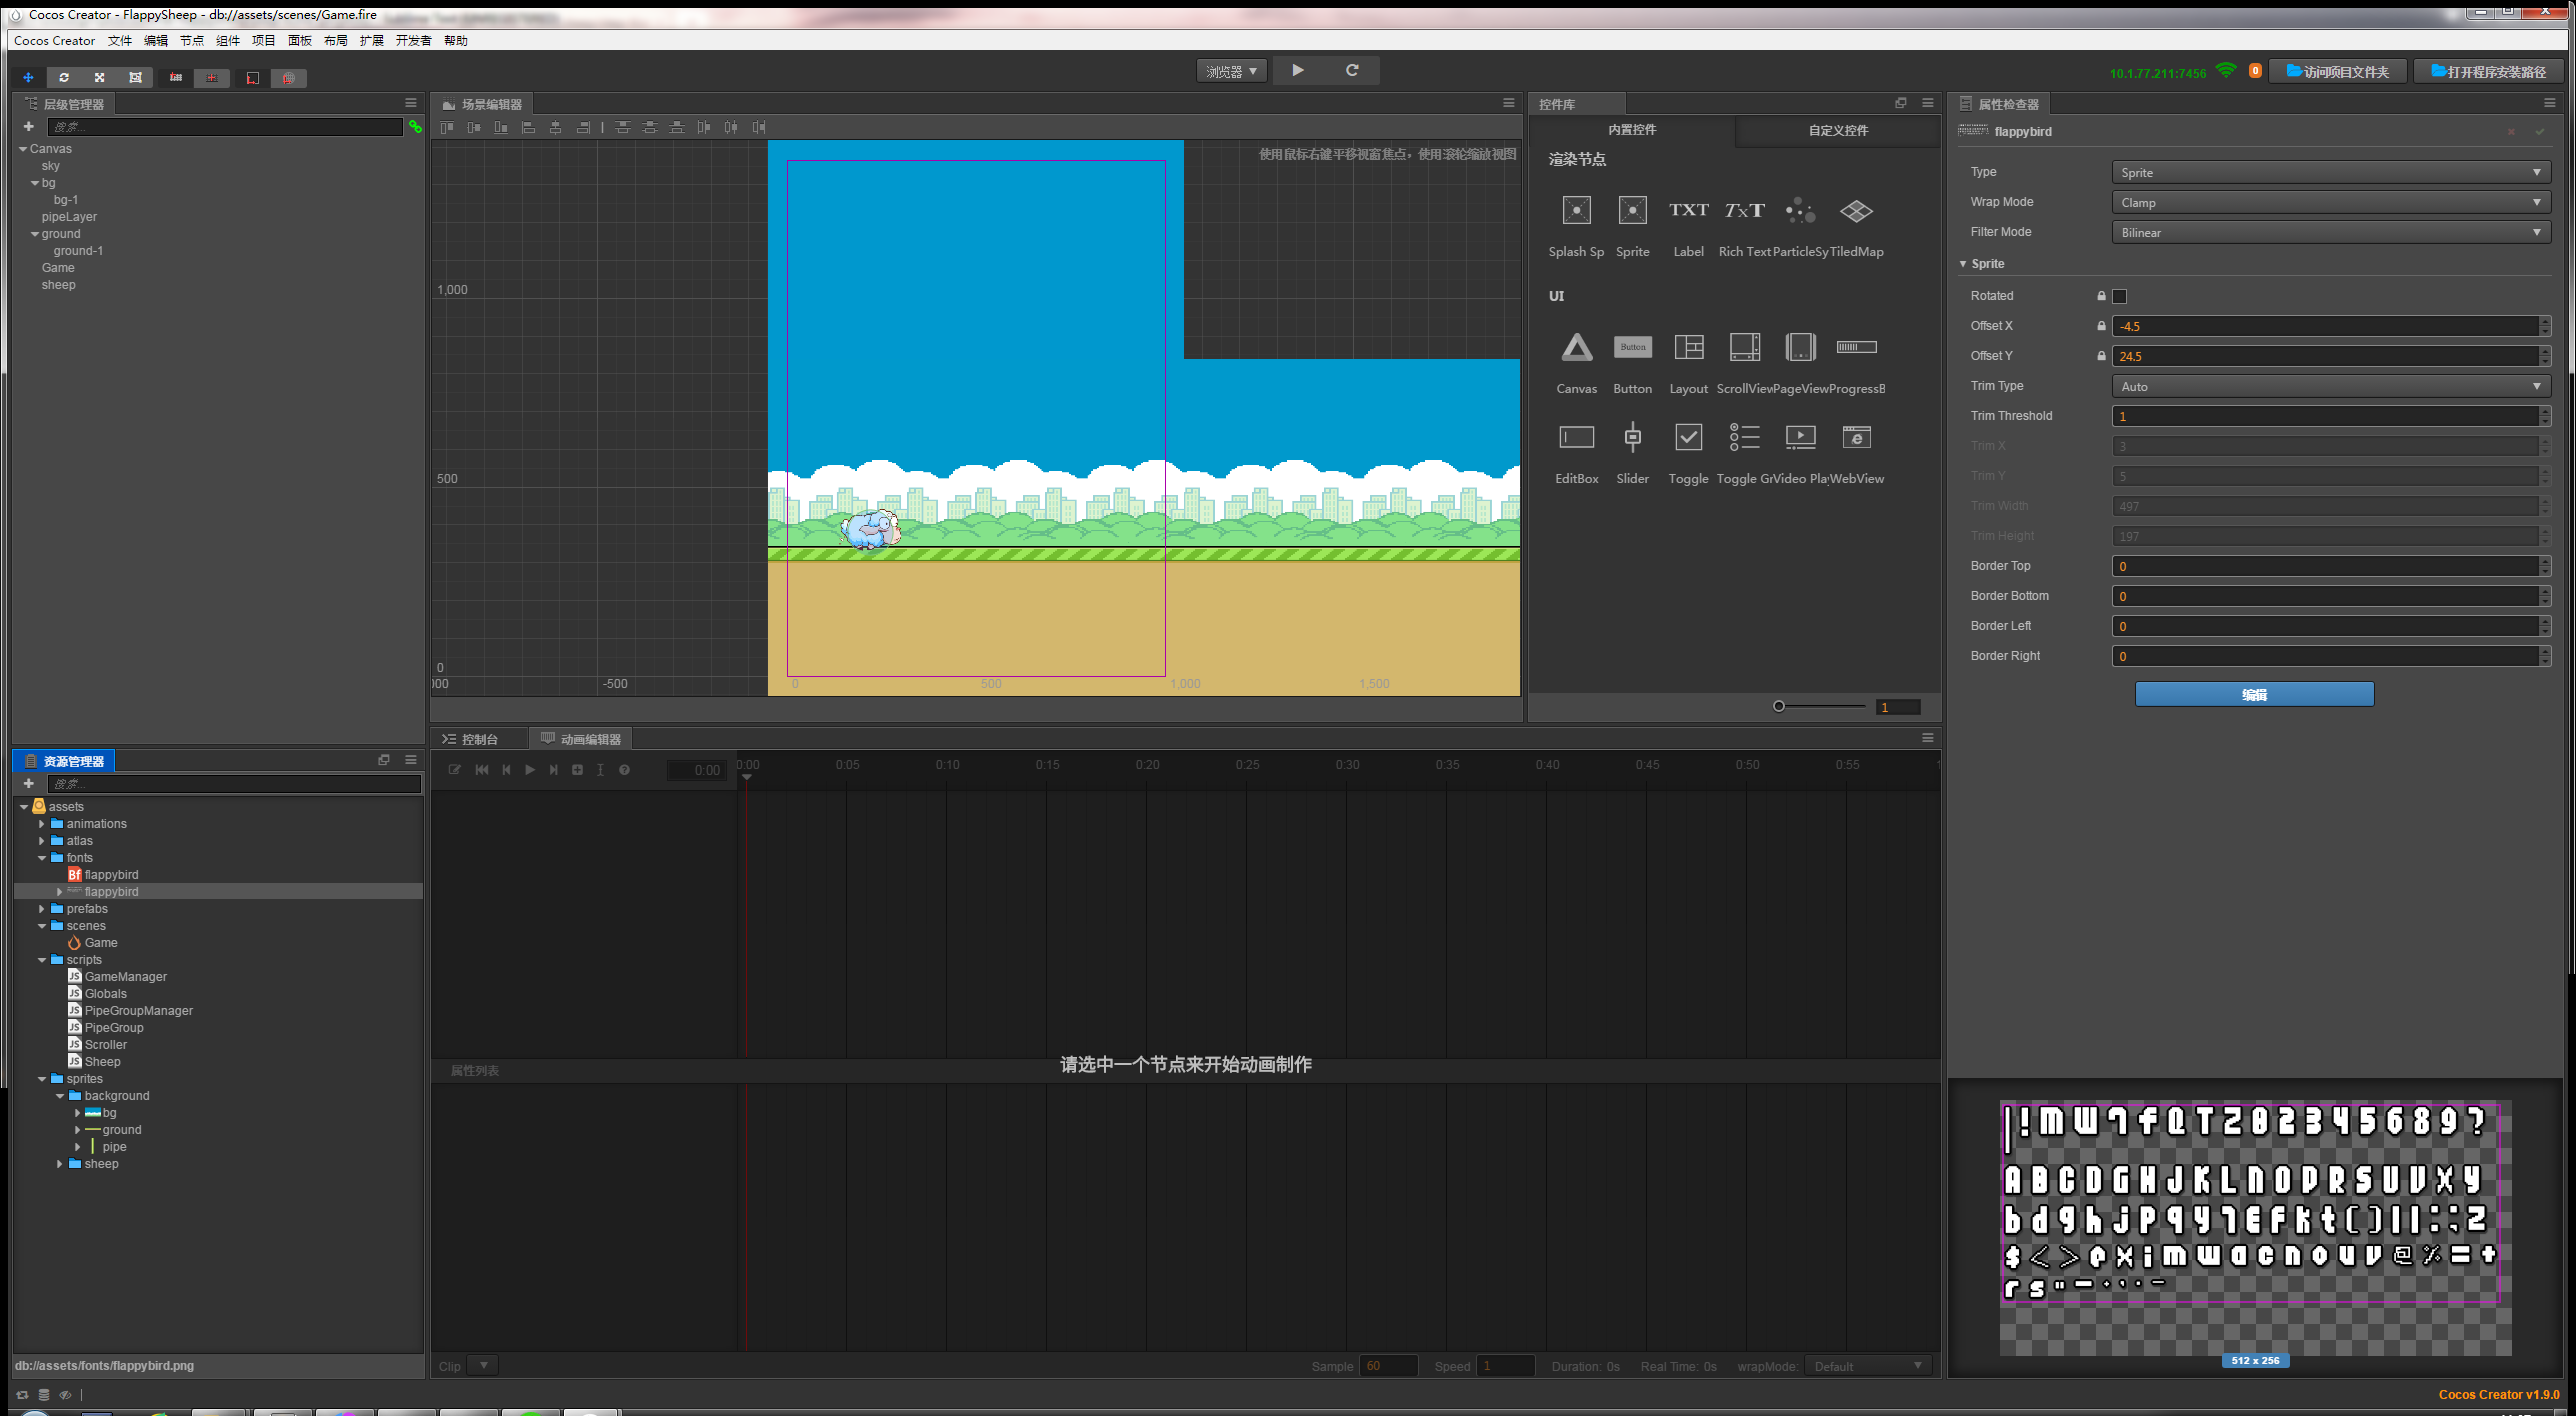 Cocos Creator - FlappySheep - db://assets/scenes/Game.fire
Cocos Creator 文件 编辑 节点 组件 项目 面板 布局 扩展 开发者 帮助
浏览器
10.1.77.211:7456 0 访问项目文件夹 打开程序安装路径
层级管理器
搜索...
Canvas
sky
bg
bg-1
pipeLayer
ground
ground-1
Game
sheep
场景编辑器
使用鼠标右键平移视窗焦点，使用滚轮缩放视图
1,000
500
0
-500 0 500 1,000 1,500
控件库
内置控件 自定义控件
渲染节点
Splash Sp Sprite Label Rich Text ParticleSy TiledMap
TXT TXT
UI
Button
Canvas Button Layout ScrollView PageView ProgressB
EditBox Slider Toggle Toggle Gr Video Play WebView
1
属性检查器
flappybird
Type Sprite
Wrap Mode Clamp
Filter Mode Bilinear
Sprite
Rotated
Offset X -4.5
Offset Y 24.5
Trim Type Auto
Trim Threshold 1
Trim X 3
Trim Y 5
Trim Width 497
Trim Height 197
Border Top 0
Border Bottom 0
Border Left 0
Border Right 0
编辑
资源管理器
搜索...
assets
animations
atlas
fonts
Bf flappybird
flappybird
prefabs
scenes
Game
scripts
JS GameManager
JS Globals
JS PipeGroupManager
JS PipeGroup
JS Scroller
JS Sheep
sprites
background
bg
ground
pipe
sheep
db://assets/fonts/flappybird.png
控制台 动画编辑器
0:00 0:00 0:05 0:10 0:15 0:20 0:25 0:30 0:35 0:40 0:45 0:50 0:55
请选中一个节点来开始动画制作
属性列表
Clip Sample 60 Speed 1 Duration: 0s Real Time: 0s wrapMode: Default
512 x 256
Cocos Creator v1.9.0